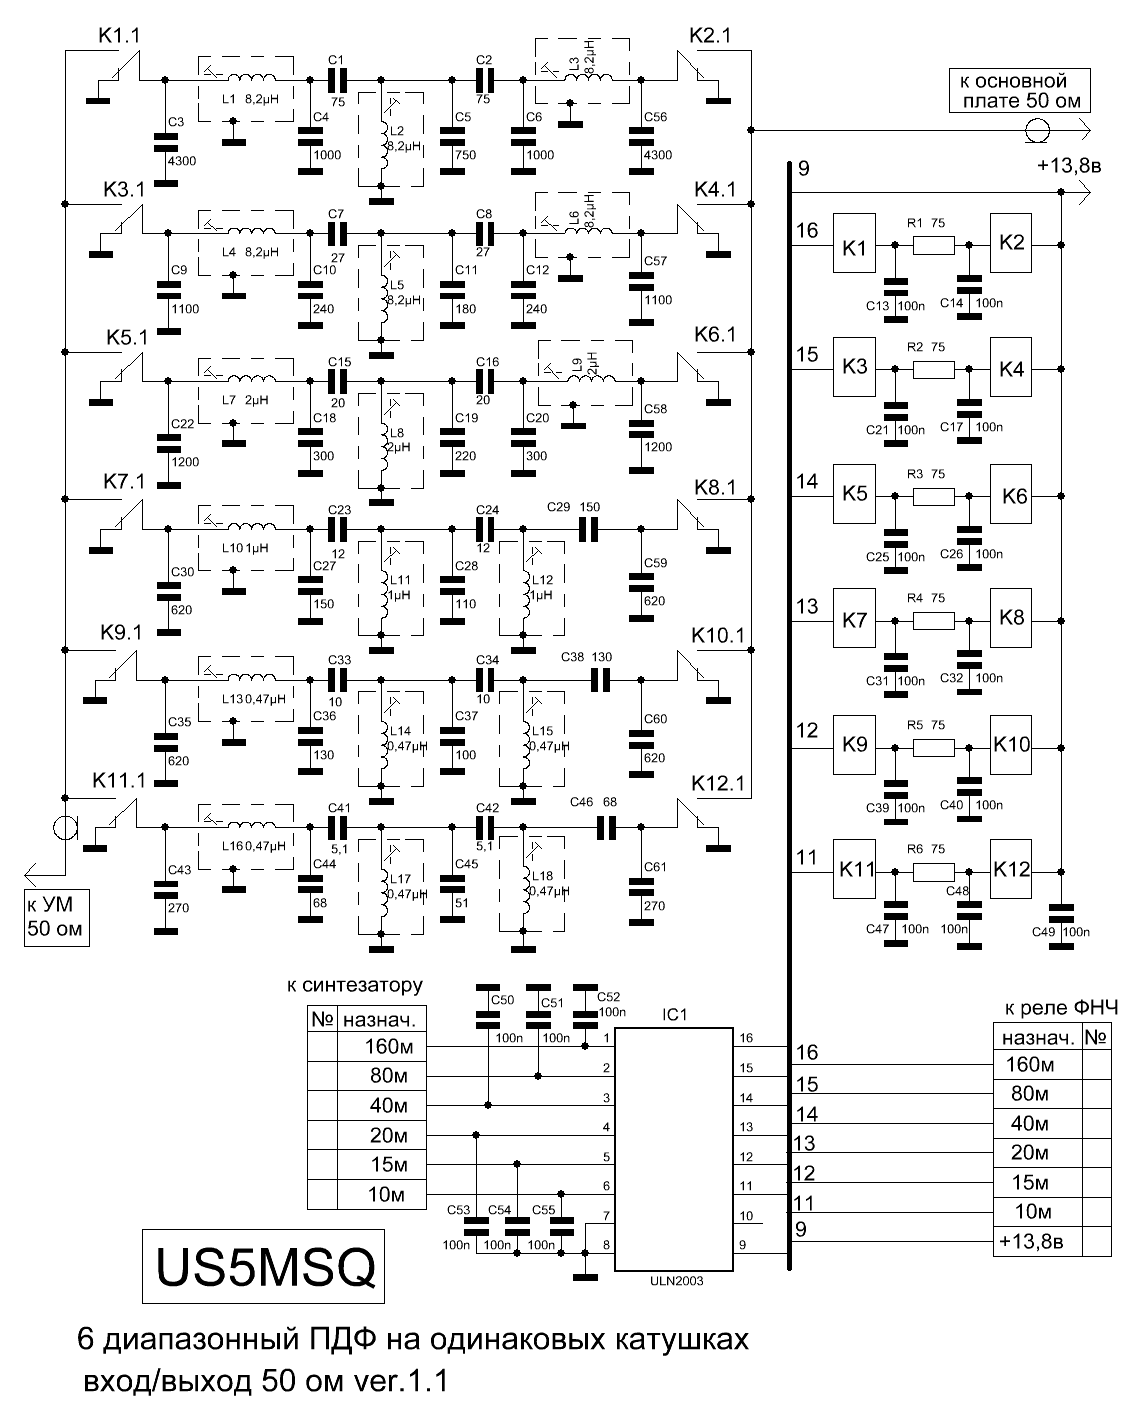 K1.1
C1
75
C2
75
L3
8,2µH
K2.1
к основной
плате 50 ом
L1 8,2µH
C3
4300
C4
1000
L2
8,2µH
C5
750
C6
1000
C56
4300
9
+13,8в
K3.1
C7
27
C8
27
L6
8,2µH
K4.1
L4 8,2µH
C9
1100
C10
240
L5
8,2µH
C11
180
C12
240
C57
1100
16
K1
R1 75
K2
C13 100n
C14 100n
K5.1
C15
20
C16
20
L9
2µH
K6.1
L7 2µH
C22
1200
C18
300
L8
2µH
C19
220
C20
300
C58
1200
15
K3
R2 75
K4
C21 100n
C17 100n
K7.1
C23
12
C24
12
C29 150
K8.1
L10 1µH
C30
620
C27
150
L11
1µH
C28
110
L12
1µH
C59
620
14
K5
R3 75
K6
C25 100n
C26 100n
K9.1
C33
10
C34
10
C38 130
K10.1
L13 0,47µH
C35
620
C36
130
L14
0,47µH
C37
100
L15
0,47µH
C60
620
13
K7
R4 75
K8
C31 100n
C32 100n
K11.1
C41
5,1
C42
5,1
C46 68
K12.1
L16 0,47µH
C43
270
C44
68
L17
0,47µH
C45
51
L18
0,47µH
C61
270
12
K9
R5 75
K10
C39 100n
C40 100n
11
K11
R6 75
K12
C47 100n
C48
100n
C49 100n
к УМ
50 ом
к синтезатору
№ назнач.
160м
80м
40м
20м
15м
10м
C50
100n
C51
100n
C52
100n
C53
100n
C54
100n
C55
100n
IC1
1
2
3
4
5
6
7
8
16
15
14
13
12
11
10
9
ULN2003
16
15
14
13
12
11
9
к реле ФНЧ
назнач. №
160м
80м
40м
20м
15м
10м
+13,8в
US5MSQ
6 диапазонный ПДФ на одинаковых катушках
вход/выход 50 ом ver.1.1